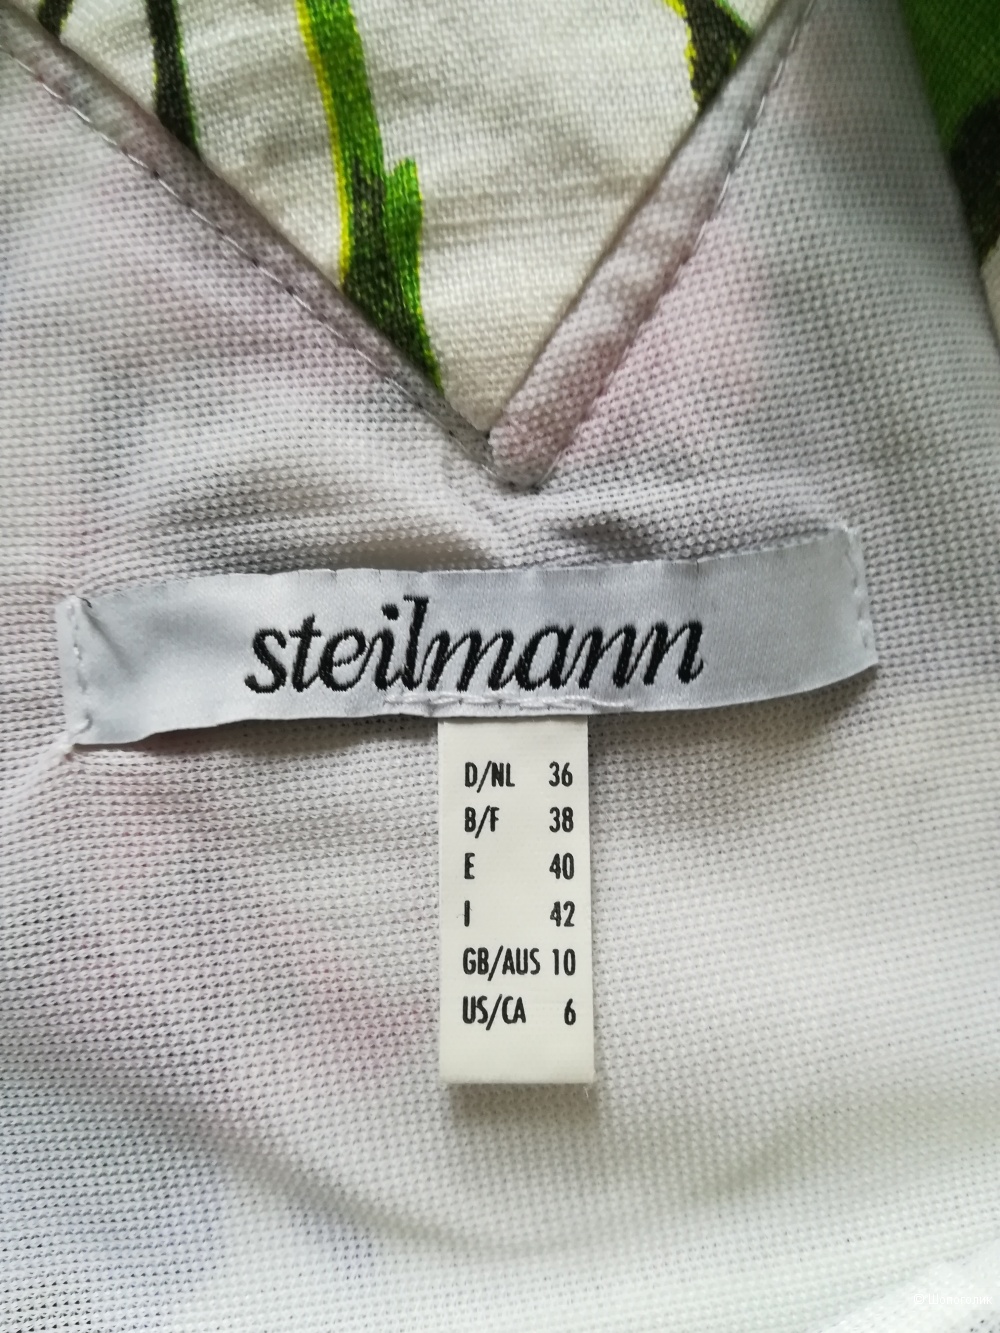 steilmann
D/NL 36
B/F 38
E 40
I 42
GB/AUS 10
US/CA 6